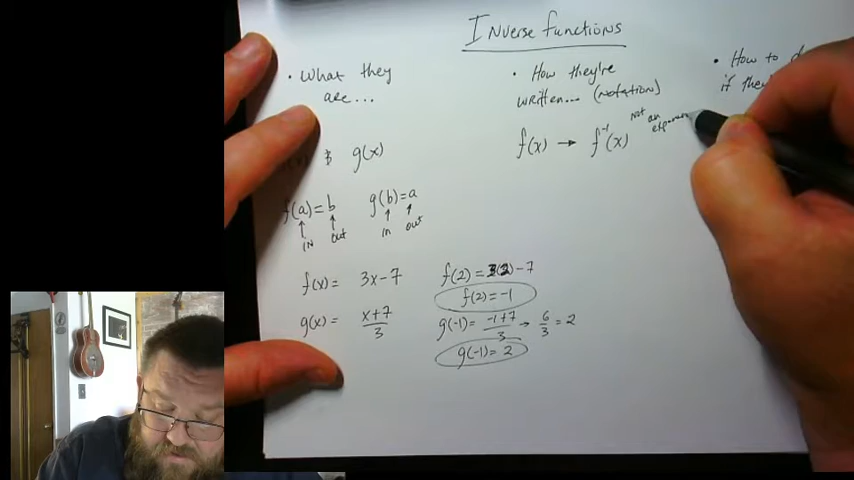 Inverse functions
• What they
are...
• How they're
written... (notation)
• How to
if they
f(x) → f⁻¹(x)
Not an
& g(x)
f(a)=b g(b)=a
↑ ↑ ↑ ↑
IN out in out
f(x)= 3x-7
f(2)=3(2)-7
f(2)=-1
g(x)= x+7/3
g(-1)= -1+7/3 → 6/3 = 2
g(-1)=2